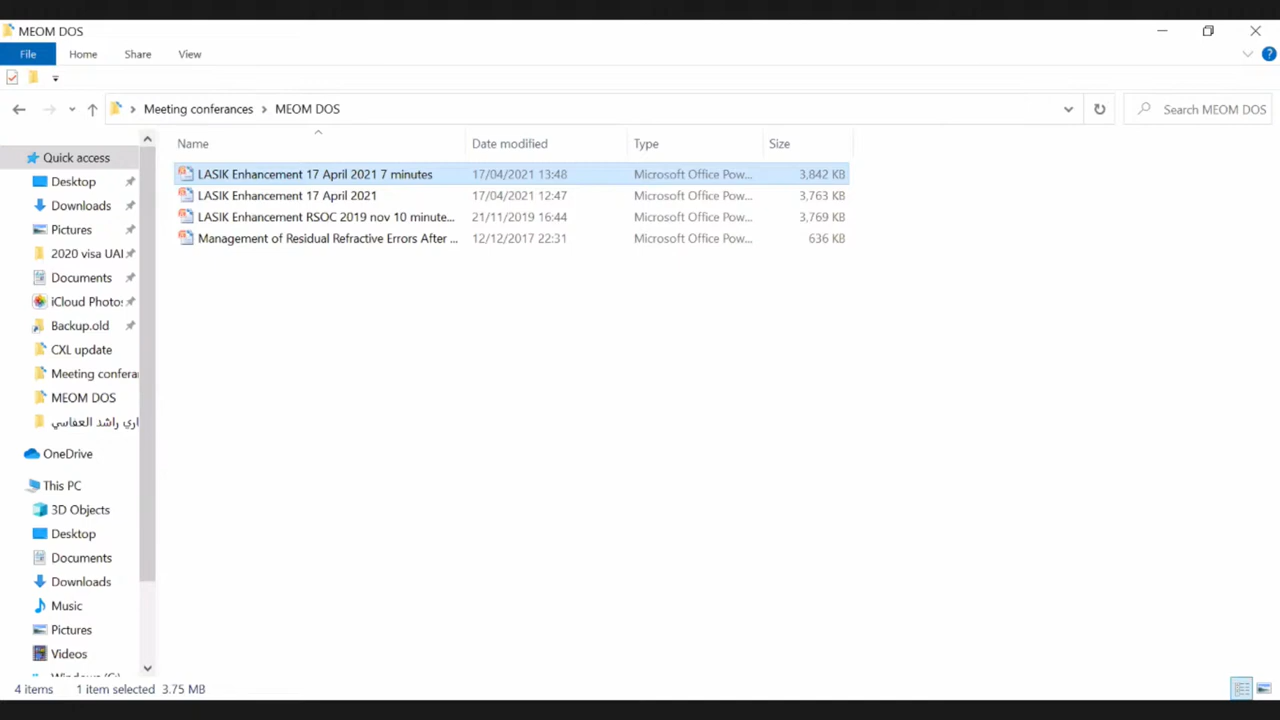 MEOM DOS
File Home Share View
Meeting conferances > MEOM DOS
Search MEOM DOS
Name Date modified Type Size
LASIK Enhancement 17 April 2021 7 minutes 17/04/2021 13:48 Microsoft Office Pow... 3,842 KB
LASIK Enhancement 17 April 2021 17/04/2021 12:47 Microsoft Office Pow... 3,763 KB
LASIK Enhancement RSOC 2019 nov 10 minute... 21/11/2019 16:44 Microsoft Office Pow... 3,769 KB
Management of Residual Refractive Errors After ... 12/12/2017 22:31 Microsoft Office Pow... 636 KB
Quick access
Desktop
Downloads
Pictures
2020 visa UAI
Documents
iCloud Photos
Backup.old
CXL update
Meeting confera
MEOM DOS
اري راشد العفاسي
OneDrive
This PC
3D Objects
Desktop
Documents
Downloads
Music
Pictures
Videos
4 items 1 item selected 3.75 MB